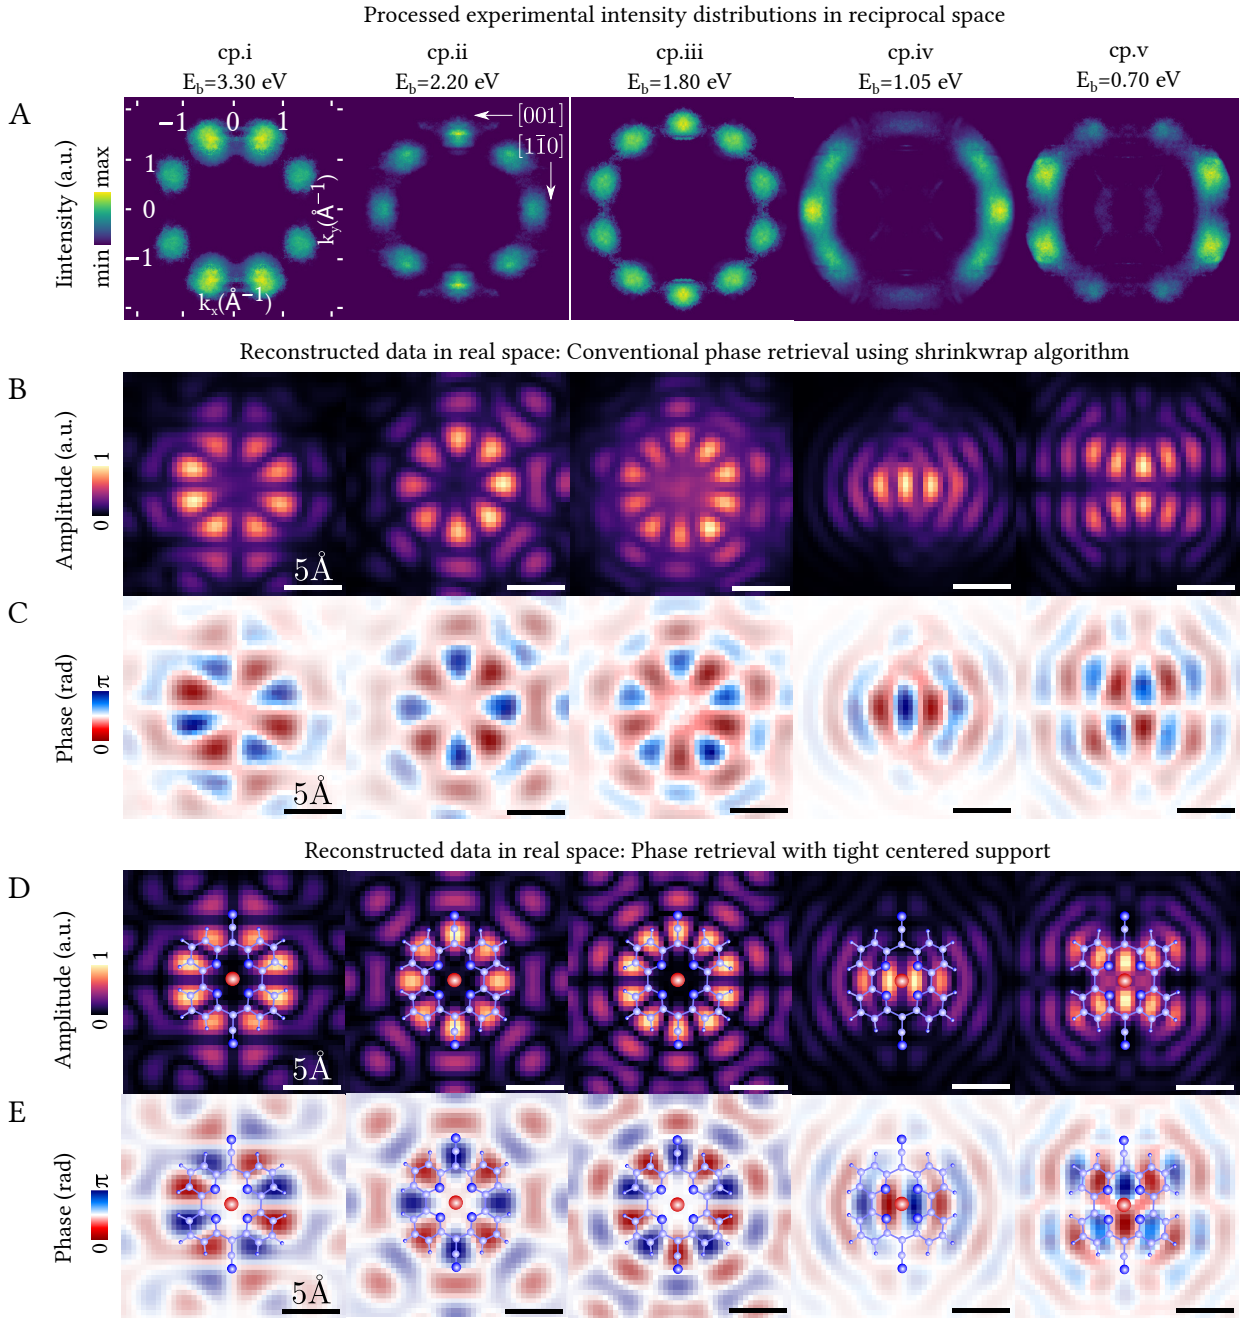 Processed experimental intensity distributions in reciprocal space
cp.i cp.ii cp.iii cp.iv cp.v
E_b=3.30 eV E_b=2.20 eV E_b=1.80 eV E_b=1.05 eV E_b=0.70 eV
A
Iintensity (a.u.)
min max
−1 0 1
1
0
−1
k_x(Å⁻¹)
k_y(Å⁻¹)
[001]
[11̄0]
Reconstructed data in real space: Conventional phase retrieval using shrinkwrap algorithm
B
Amplitude (a.u.)
0 1
5Å
C
Phase (rad)
0 π
5Å
Reconstructed data in real space: Phase retrieval with tight centered support
D
Amplitude (a.u.)
0 1
5Å
E
Phase (rad)
0 π
5Å